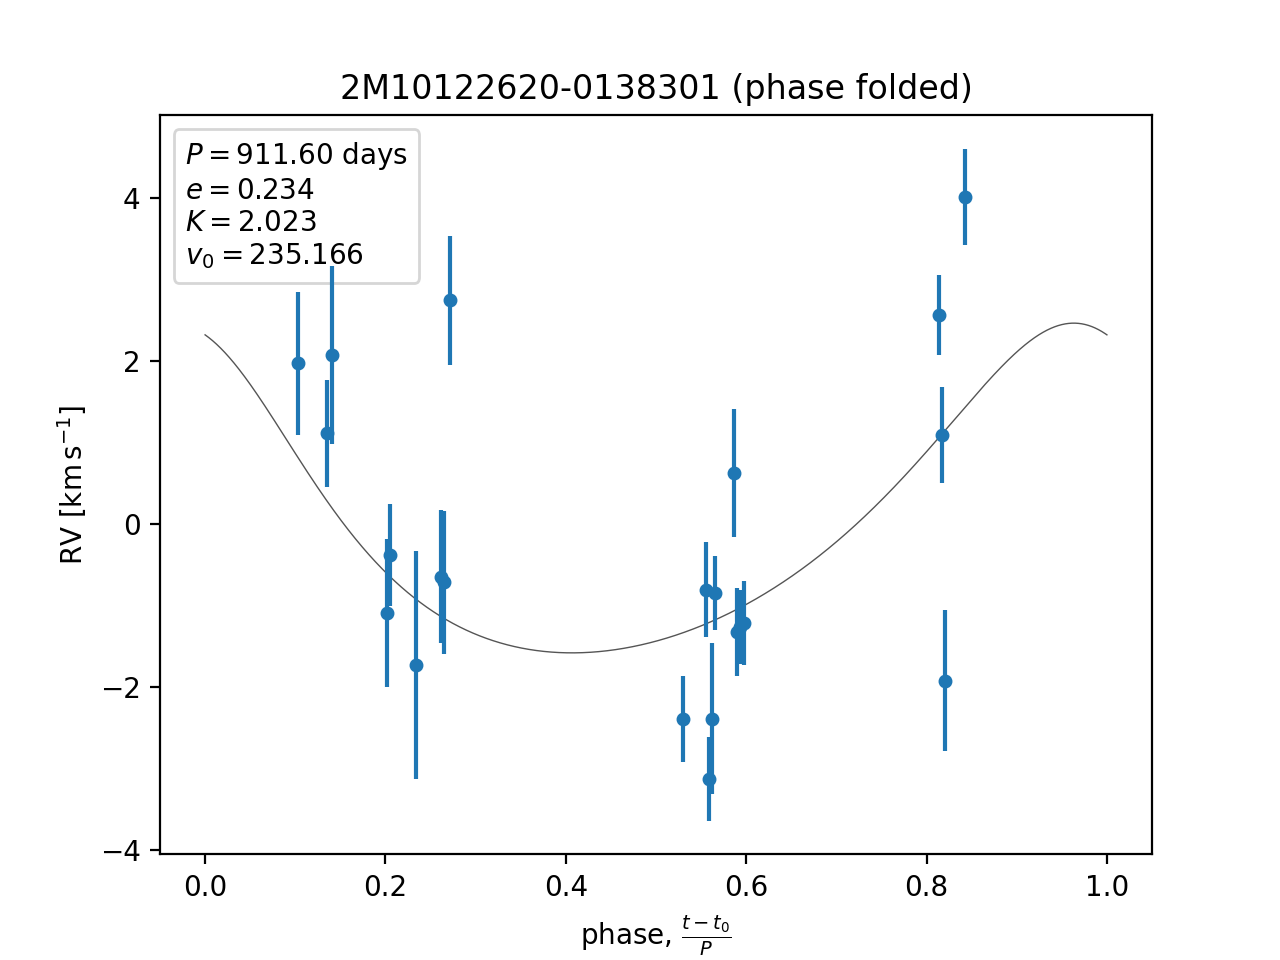 2M10122620-0138301 (phase folded)
P = 911.60 days
e = 0.234
K = 2.023
v₀ = 235.166
4
2
0
−2
−4
RV [km s⁻¹]
0.0 0.2 0.4 0.6 0.8 1.0
phase, (t − t₀)/P